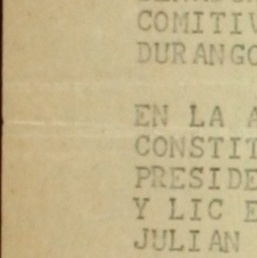 COMITIV
DURANGO
EN LA A
CONSTIT
PRESIDE
Y LIC E
JULIAN